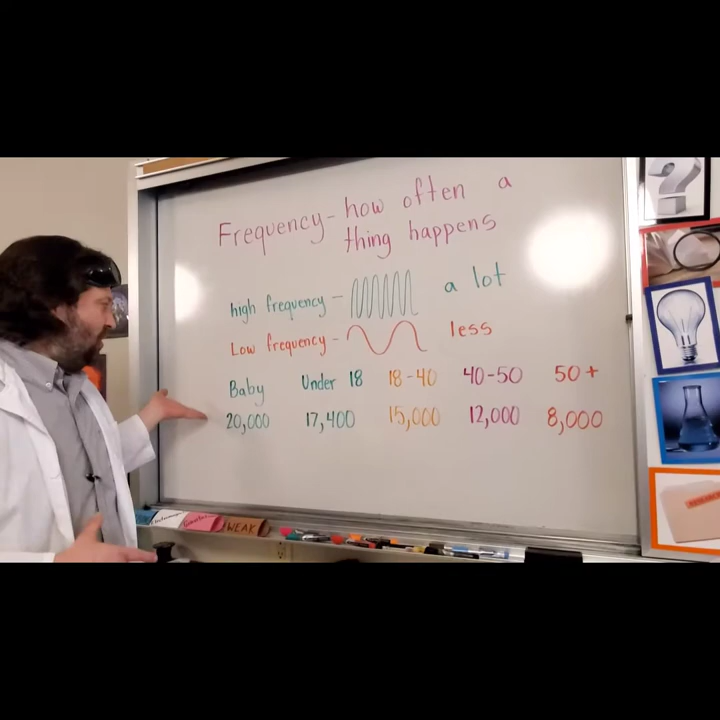 Frequency - how often a
thing happens
high frequency - a lot
Low frequency - less
Baby Under 18 18-40 40-50 50+
20,000 17,400 15,000 12,000 8,000
WEAK